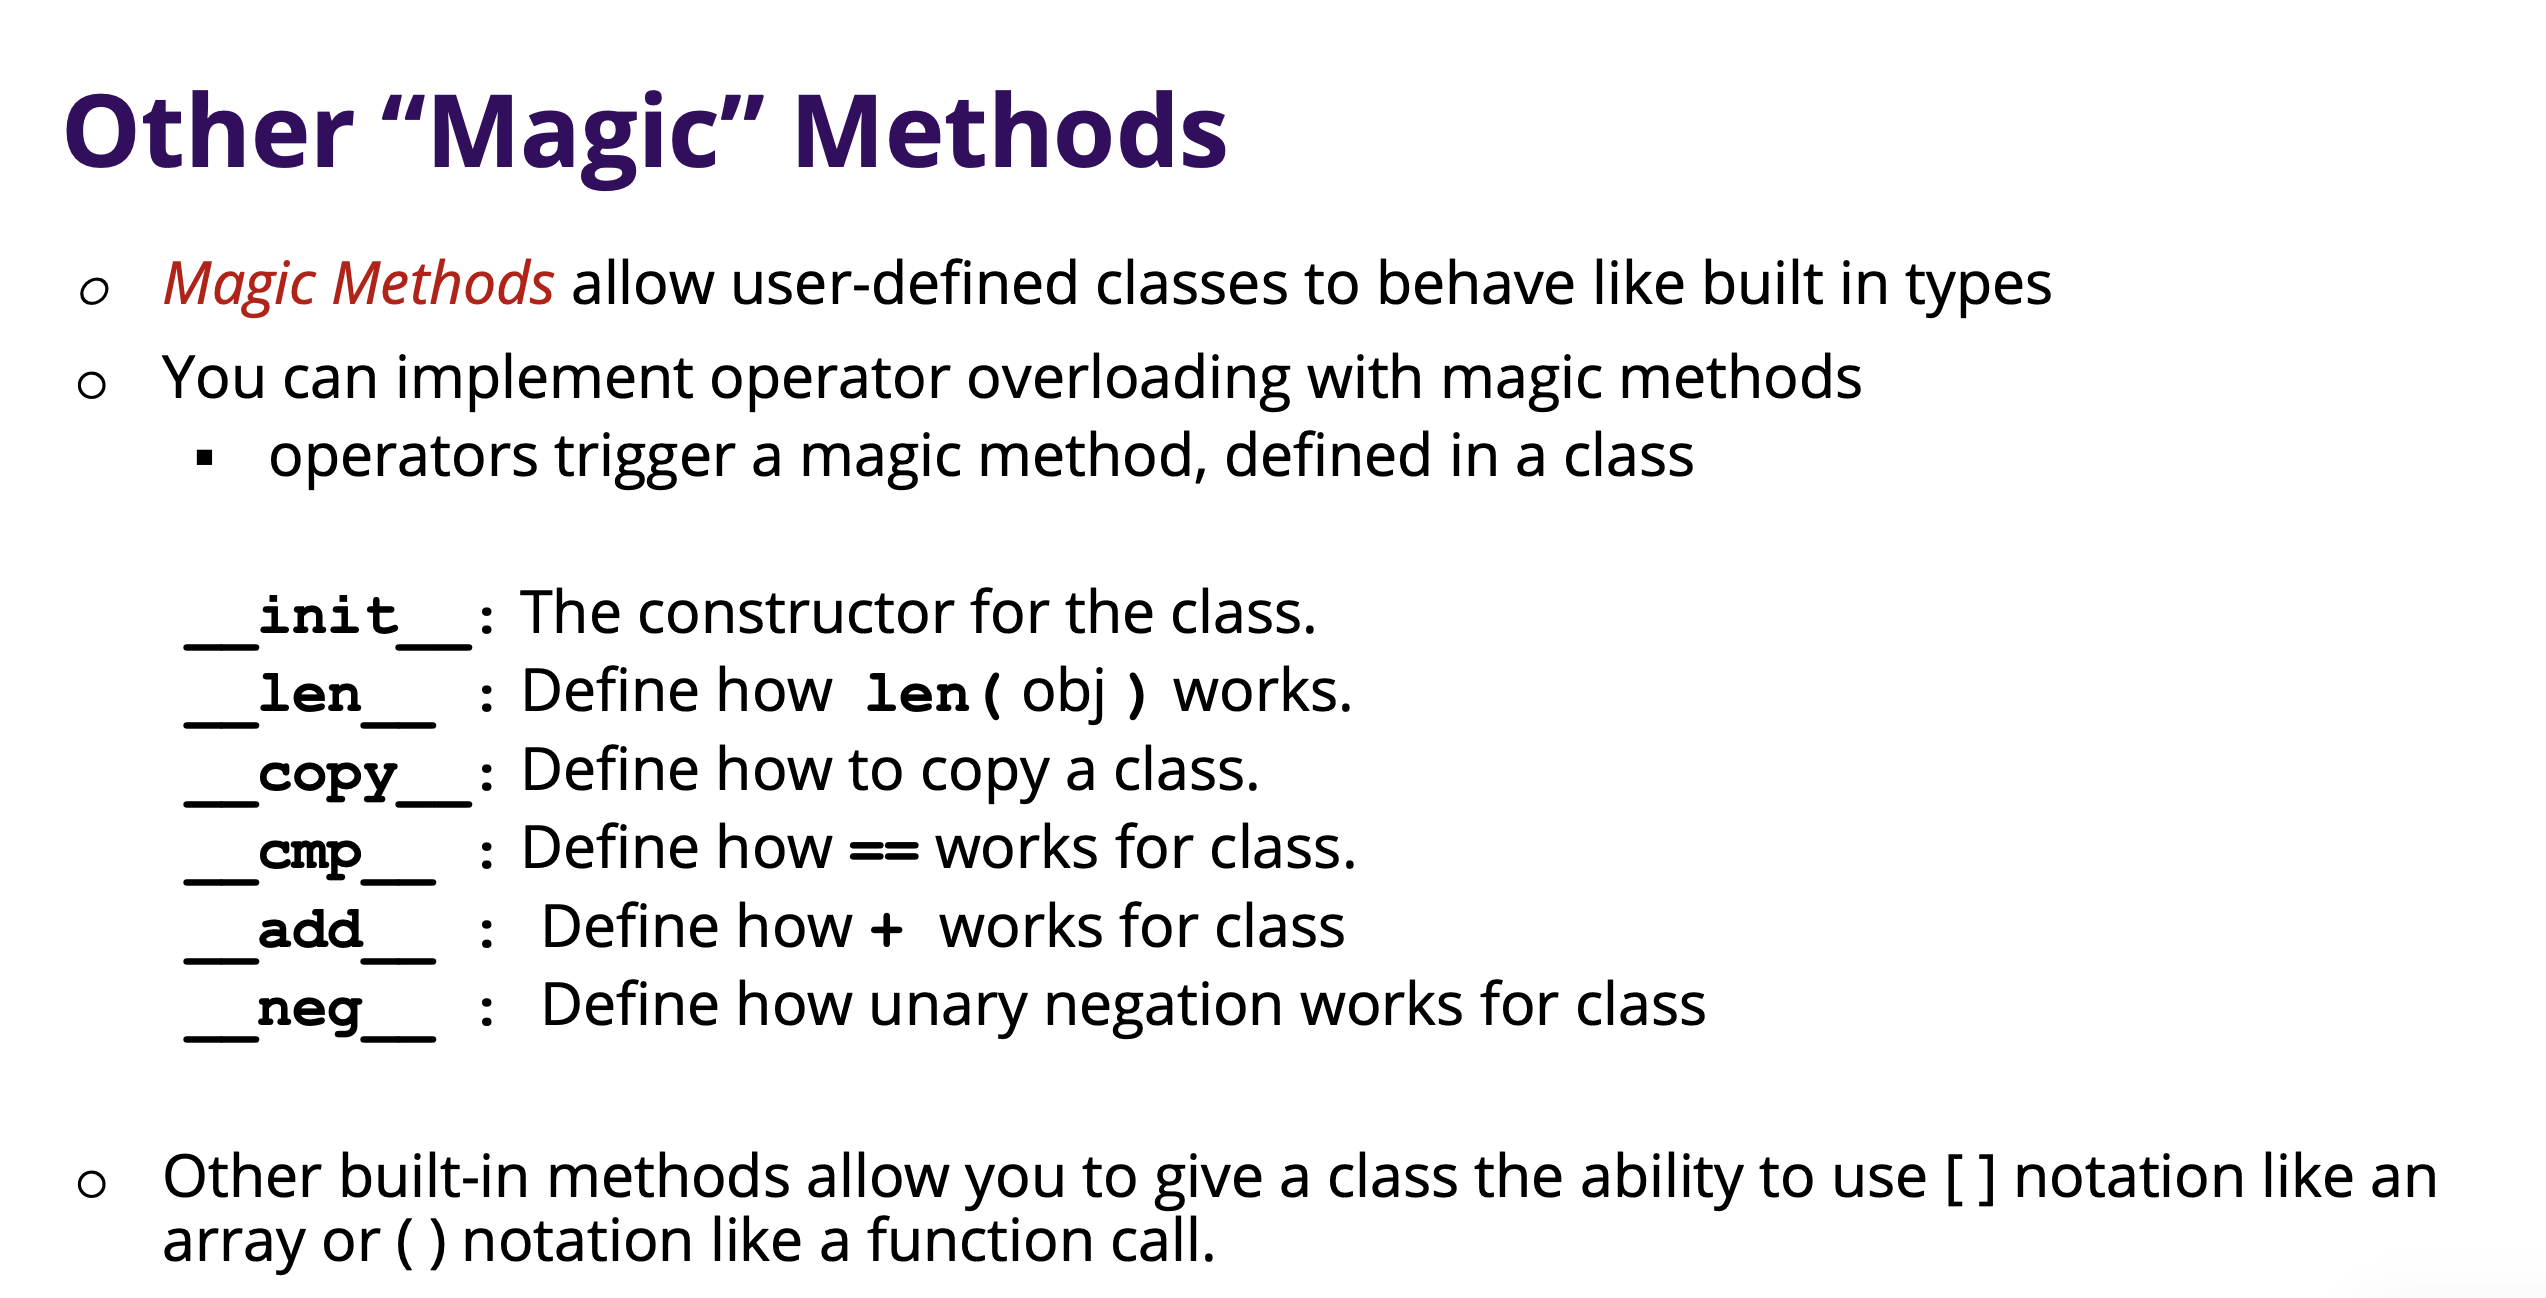 Other “Magic” Methods
○ Magic Methods allow user-defined classes to behave like built in types
○ You can implement operator overloading with magic methods
▪ operators trigger a magic method, defined in a class
__init__: The constructor for the class.
__len__ : Define how len( obj ) works.
__copy__: Define how to copy a class.
__cmp__ : Define how == works for class.
__add__ : Define how + works for class
__neg__ : Define how unary negation works for class
○ Other built-in methods allow you to give a class the ability to use [ ] notation like an
array or ( ) notation like a function call.